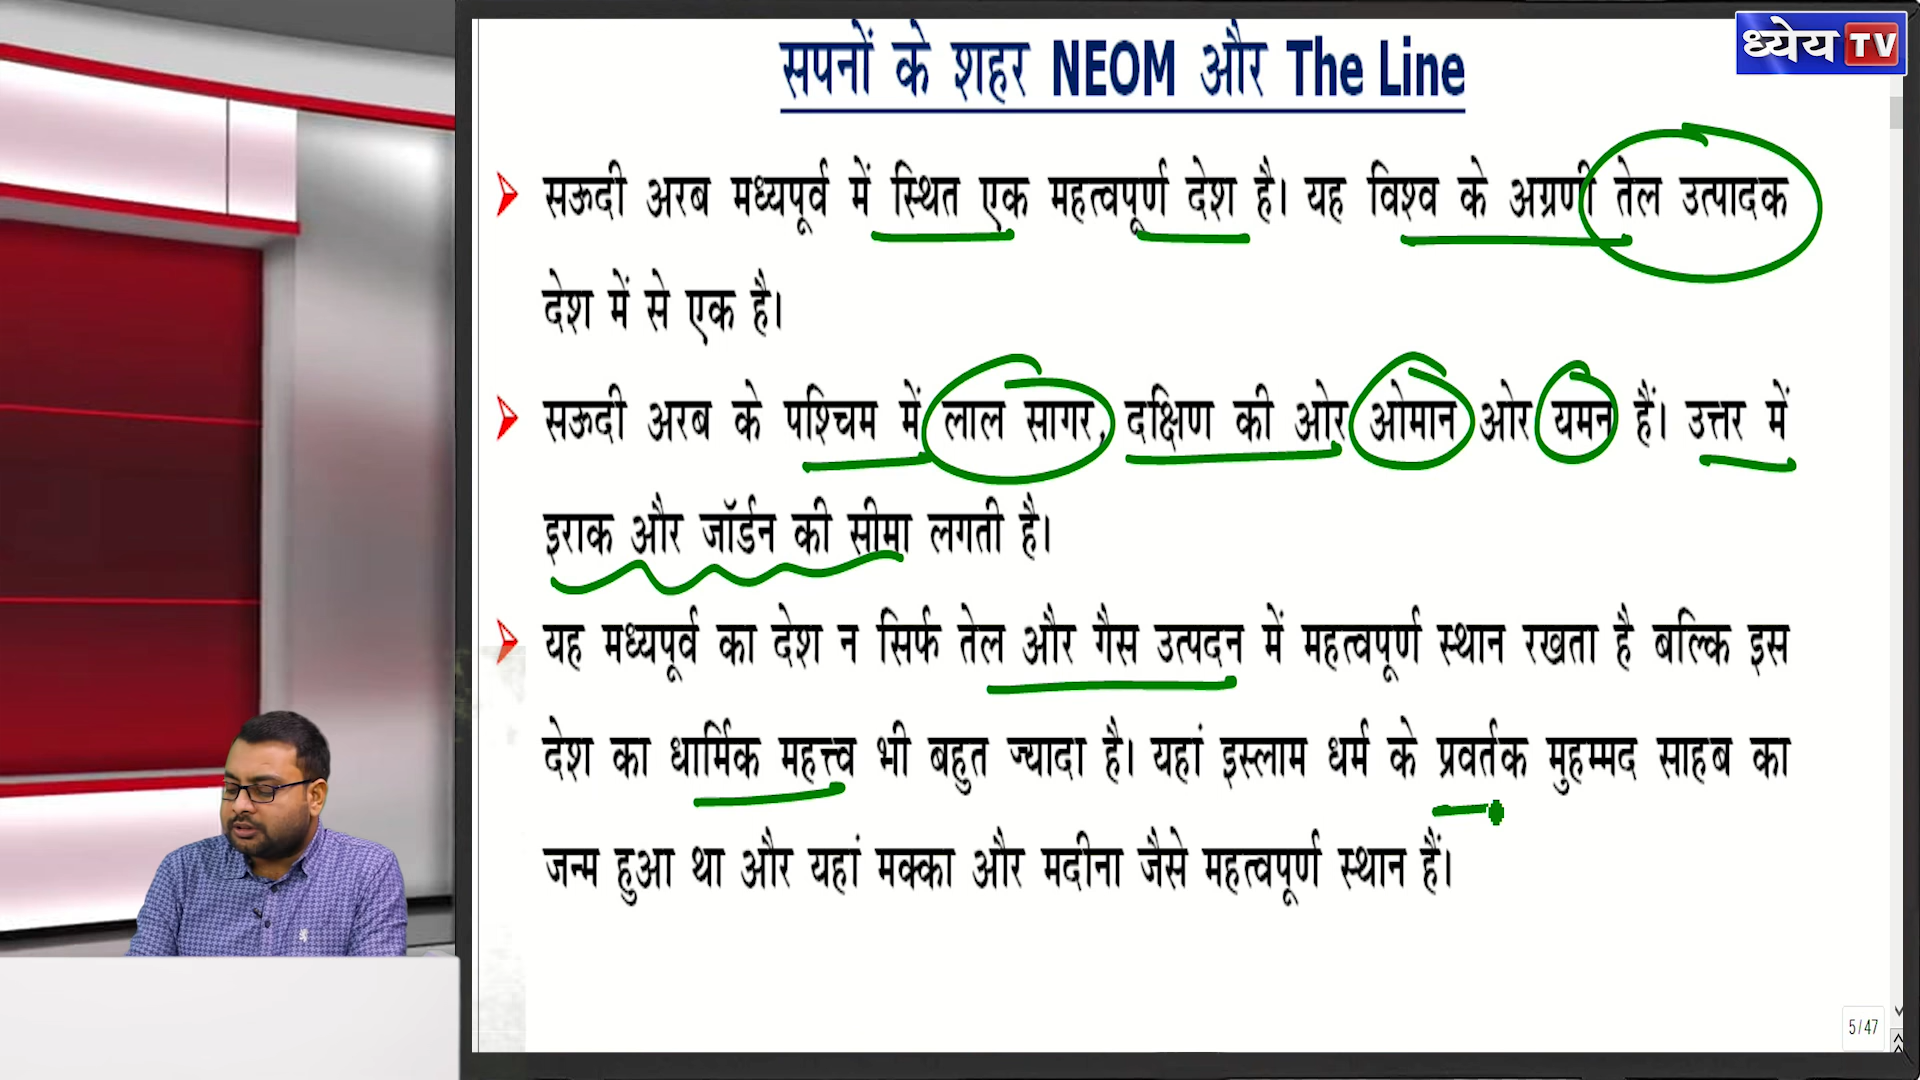 ध्येय TV
सपनों के शहर NEOM और The Line
सऊदी अरब मध्यपूर्व में स्थित एक महत्वपूर्ण देश है। यह विश्व के अग्रणी तेल उत्पादक
देश में से एक है।
सऊदी अरब के पश्चिम में लाल सागर, दक्षिण की ओर ओमान ओर यमन हैं। उत्तर में
इराक और जॉर्डन की सीमा लगती है।
यह मध्यपूर्व का देश न सिर्फ तेल और गैस उत्पदन में महत्वपूर्ण स्थान रखता है बल्कि इस
देश का धार्मिक महत्त्व भी बहुत ज्यादा है। यहां इस्लाम धर्म के प्रवर्तक मुहम्मद साहब का
जन्म हुआ था और यहां मक्का और मदीना जैसे महत्वपूर्ण स्थान हैं।
5/47